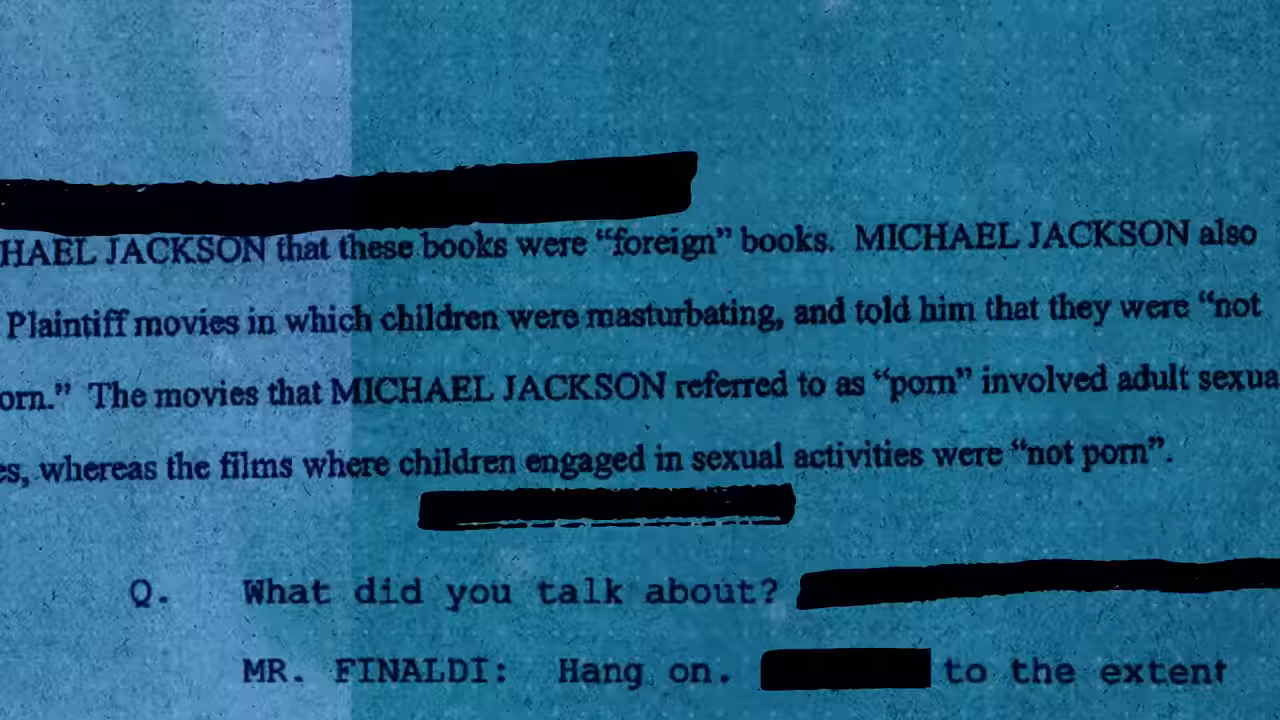 HAEL JACKSON that these books were “foreign” books. MICHAEL JACKSON also
Plaintiff movies in which children were masturbating, and told him that they were “not
orn.” The movies that MICHAEL JACKSON referred to as “porn” involved adult sexua
es, whereas the films where children engaged in sexual activities were “not porn”.
Q. What did you talk about?
MR. FINALDI: Hang on. to the extent